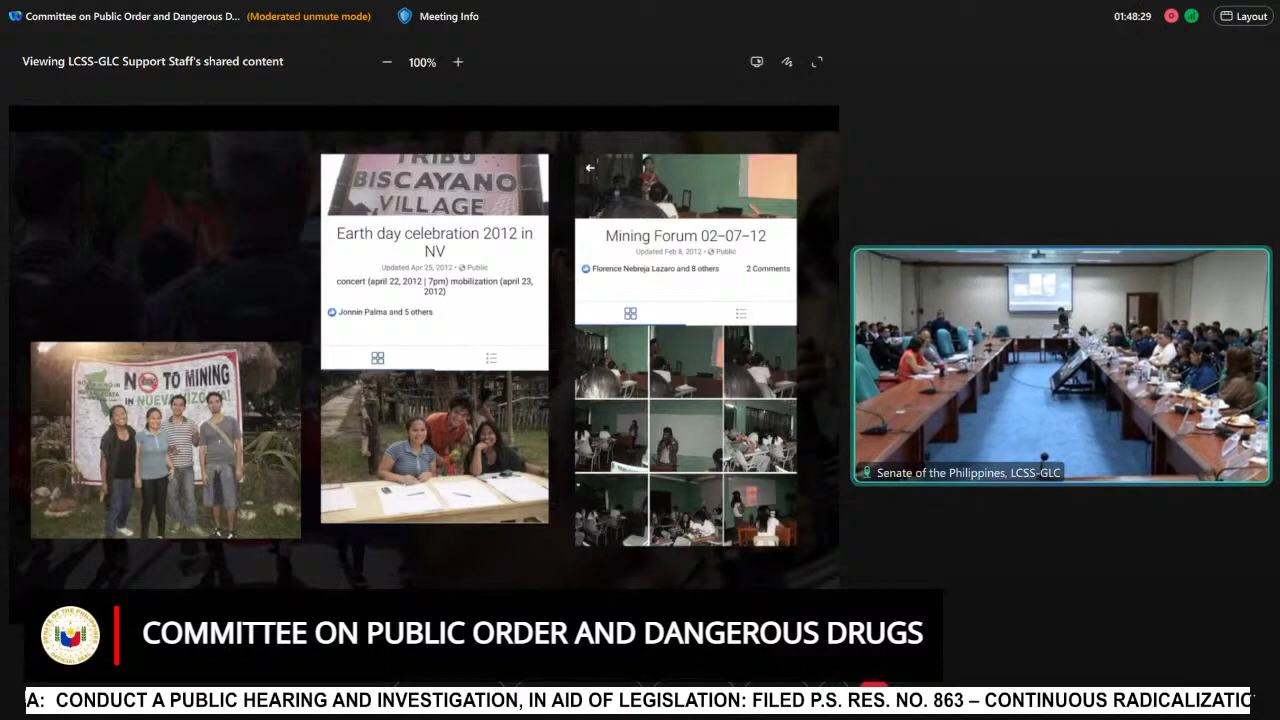 Committee on Public Order and Dangerous D... (Moderated unmute mode) Meeting Info
01:48:29 Layout
Viewing LCSS-GLC Support Staff's shared content
100%
TRIBU
BISCAYANO
VILLAGE
Earth day celebration 2012 in
NV
Updated Apr 25, 2012 • Public
concert (april 22, 2012 | 7pm) mobilization (april 23,
2012)
Jonnin Palma and 5 others
Mining Forum 02-07-12
Updated Feb 8, 2012 • Public
Florence Nebreja Lazaro and 8 others 2 Comments
NO TO MINING
IN NUEVA VIZCAYA!
Senate of the Philippines, LCSS-GLC
COMMITTEE ON PUBLIC ORDER AND DANGEROUS DRUGS
A: CONDUCT A PUBLIC HEARING AND INVESTIGATION, IN AID OF LEGISLATION: FILED P.S. RES. NO. 863 – CONTINUOUS RADICALIZATIO